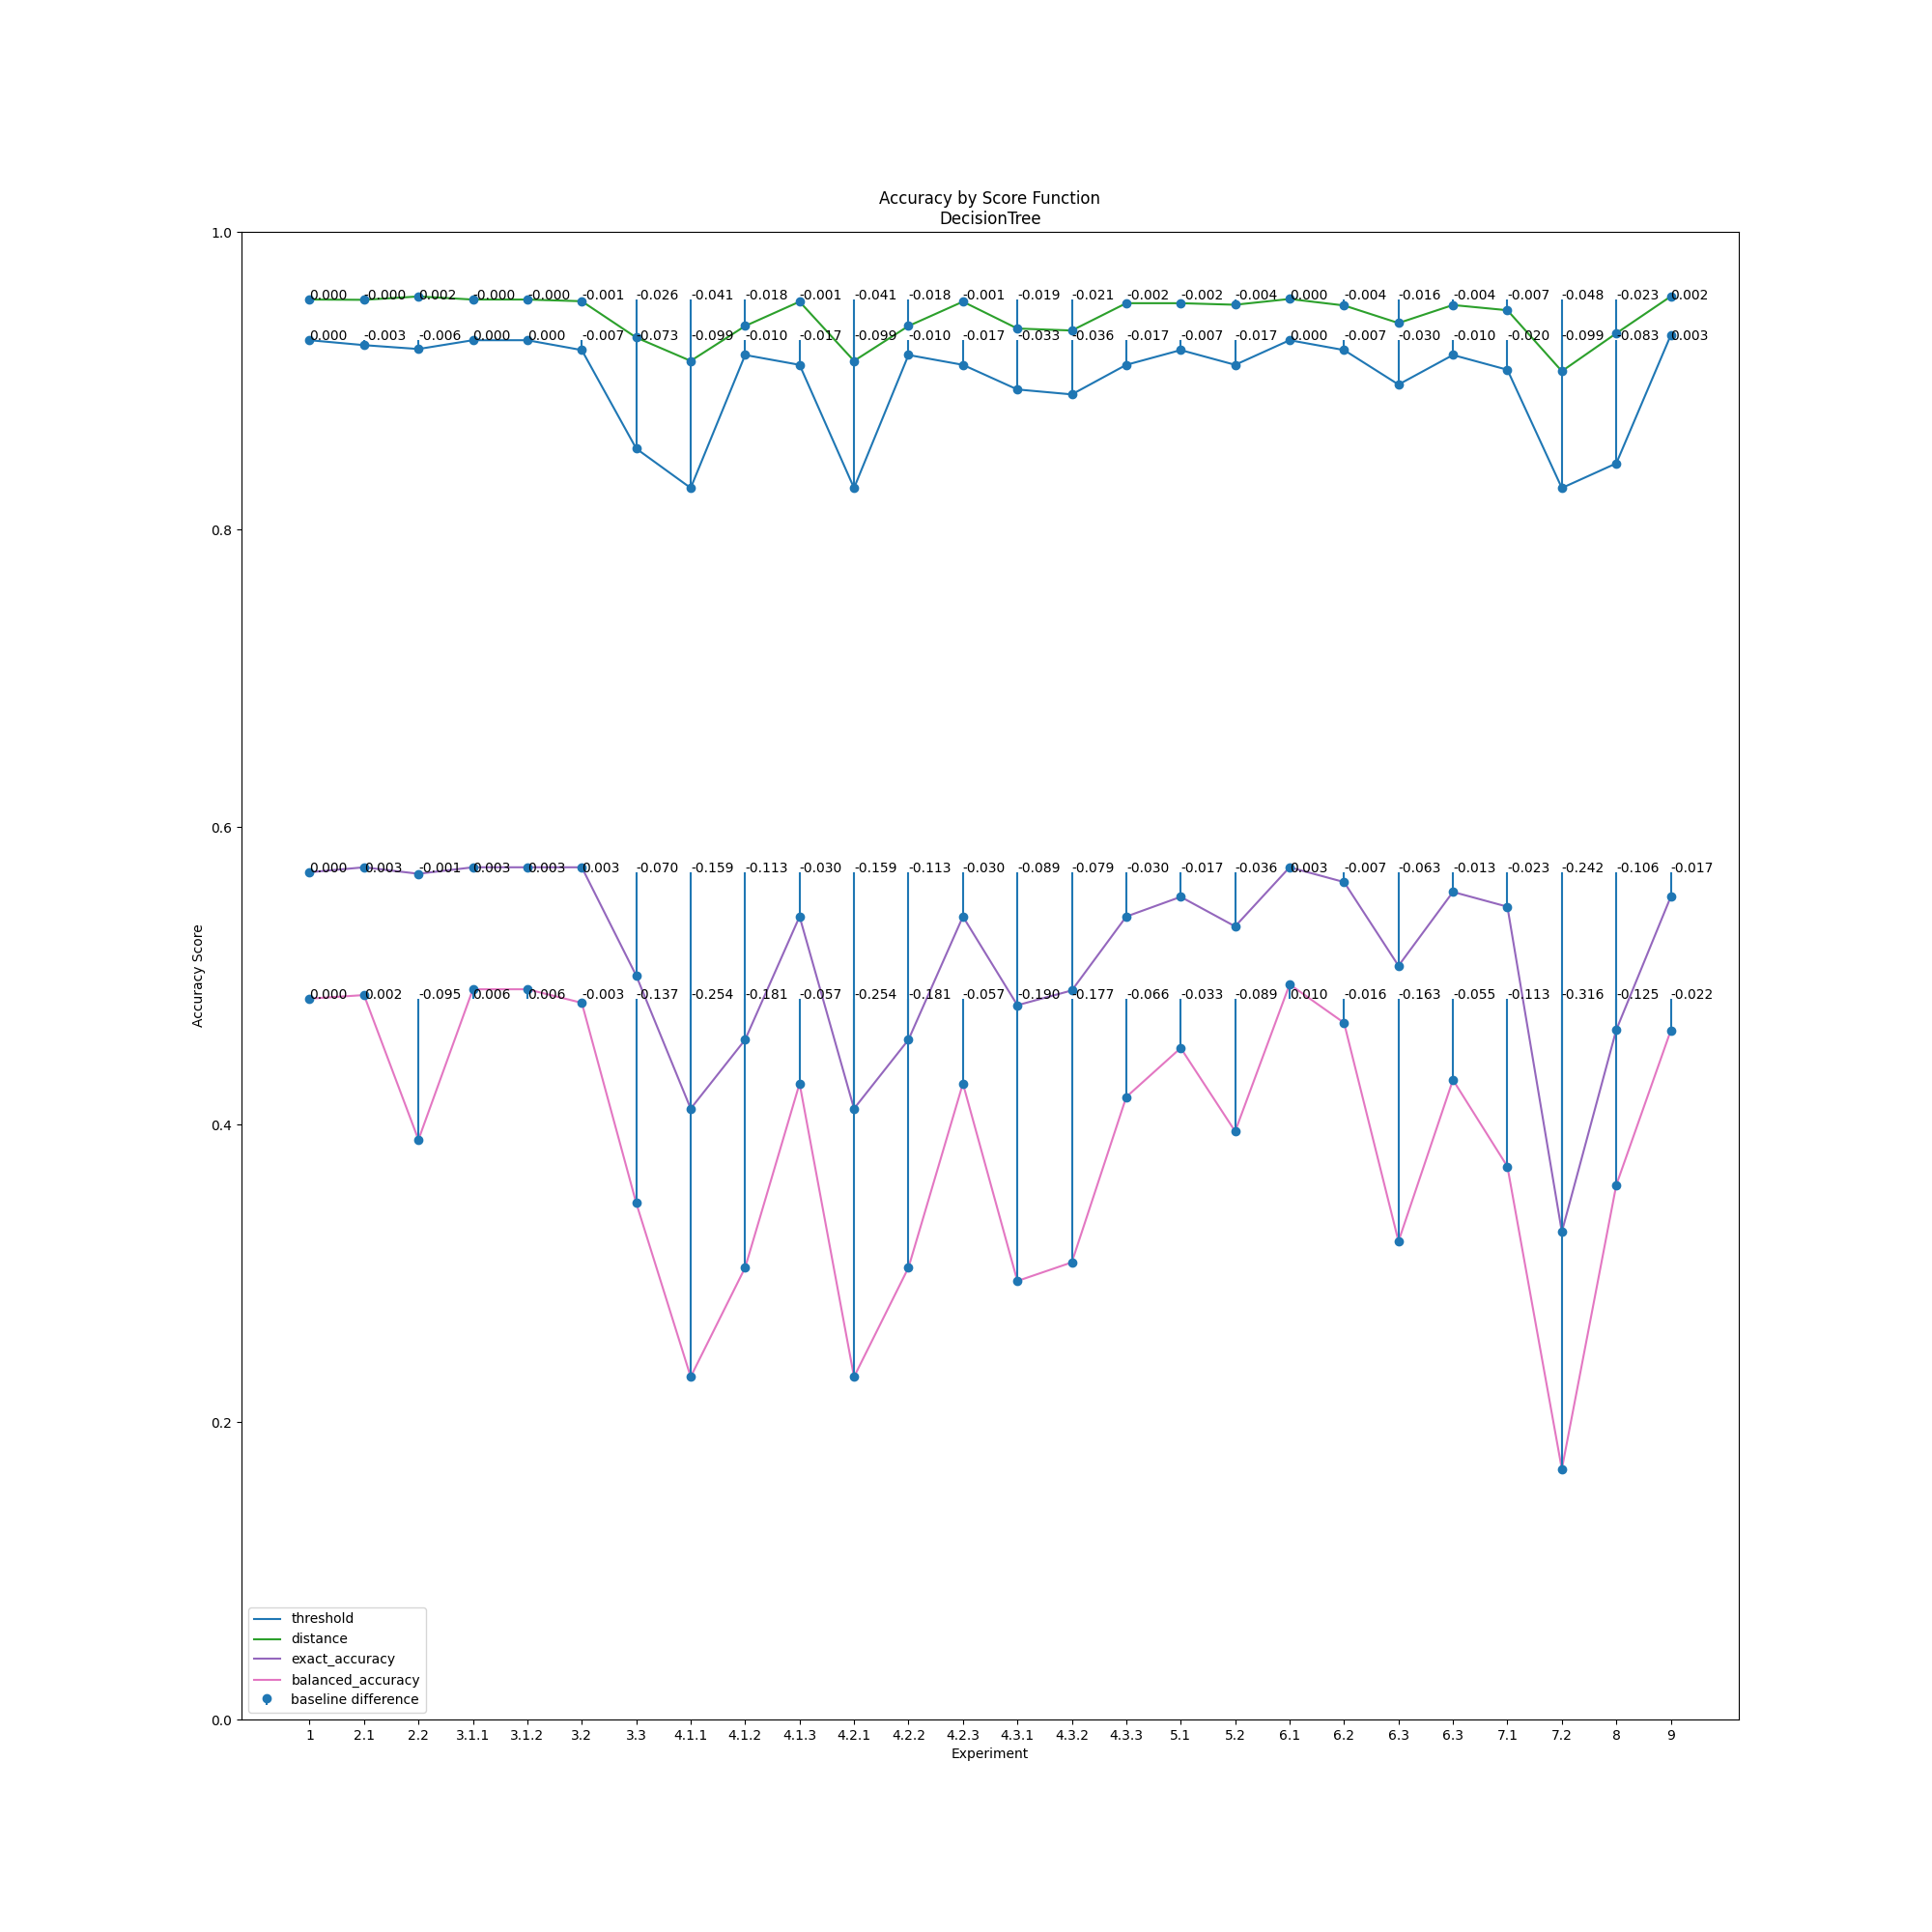 Accuracy by Score Function
DecisionTree
1.0
0.000 -0.000 0.002 -0.000 -0.000 -0.001 -0.026 -0.041 -0.018 -0.001 -0.041 -0.018 -0.001 -0.019 -0.021 -0.002 -0.002 -0.004 0.000 -0.004 -0.016 -0.004 -0.007 -0.048 -0.023 0.002
0.000 -0.003 -0.006 0.000 0.000 -0.007 -0.073 -0.099 -0.010 -0.017 -0.099 -0.010 -0.017 -0.033 -0.036 -0.017 -0.007 -0.017 0.000 -0.007 -0.030 -0.010 -0.020 -0.099 -0.083 0.003
0.8
0.6
0.000 0.003 -0.001 0.003 0.003 0.003 -0.070 -0.159 -0.113 -0.030 -0.159 -0.113 -0.030 -0.089 -0.079 -0.030 -0.017 -0.036 0.003 -0.007 -0.063 -0.013 -0.023 -0.242 -0.106 -0.017
0.000 0.002 -0.095 0.006 0.006 -0.003 -0.137 -0.254 -0.181 -0.057 -0.254 -0.181 -0.057 -0.190 -0.177 -0.066 -0.033 -0.089 0.010 -0.016 -0.163 -0.055 -0.113 -0.316 -0.125 -0.022
Accuracy Score
0.4
0.2
threshold
distance
exact_accuracy
balanced_accuracy
baseline difference
0.0
1 2.1 2.2 3.1.1 3.1.2 3.2 3.3 4.1.1 4.1.2 4.1.3 4.2.1 4.2.2 4.2.3 4.3.1 4.3.2 4.3.3 5.1 5.2 6.1 6.2 6.3 6.3 7.1 7.2 8 9
Experiment